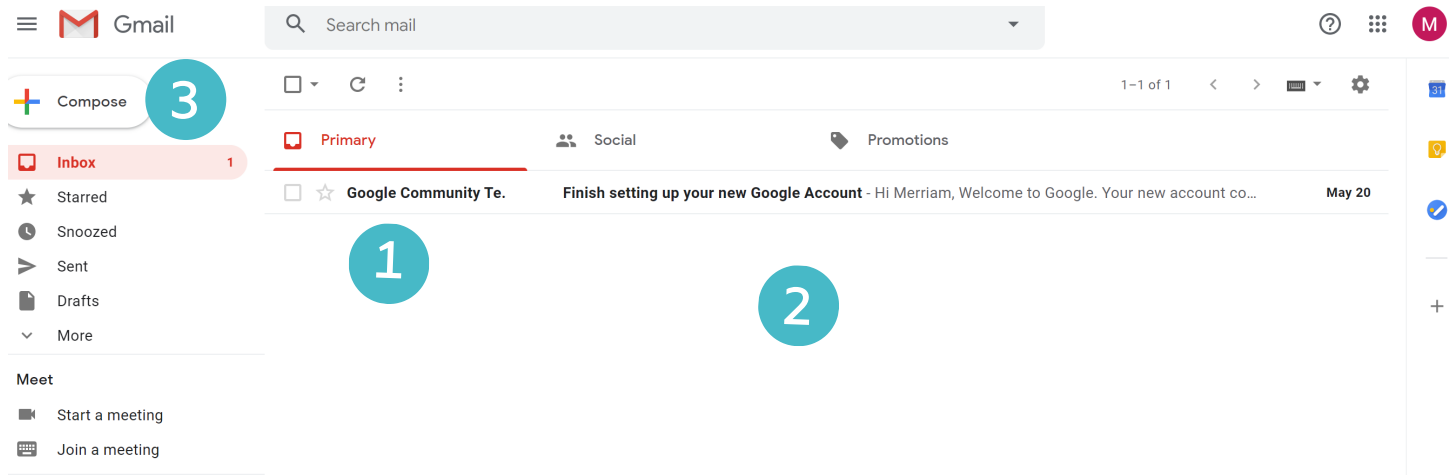 Gmail
Search mail
M
Compose
3
1–1 of 1
31
Primary
Social
Promotions
Inbox 1
Google Community Te. Finish setting up your new Google Account - Hi Merriam, Welcome to Google. Your new account co… May 20
Starred
Snoozed
Sent
Drafts
More
1
2
Meet
Start a meeting
Join a meeting